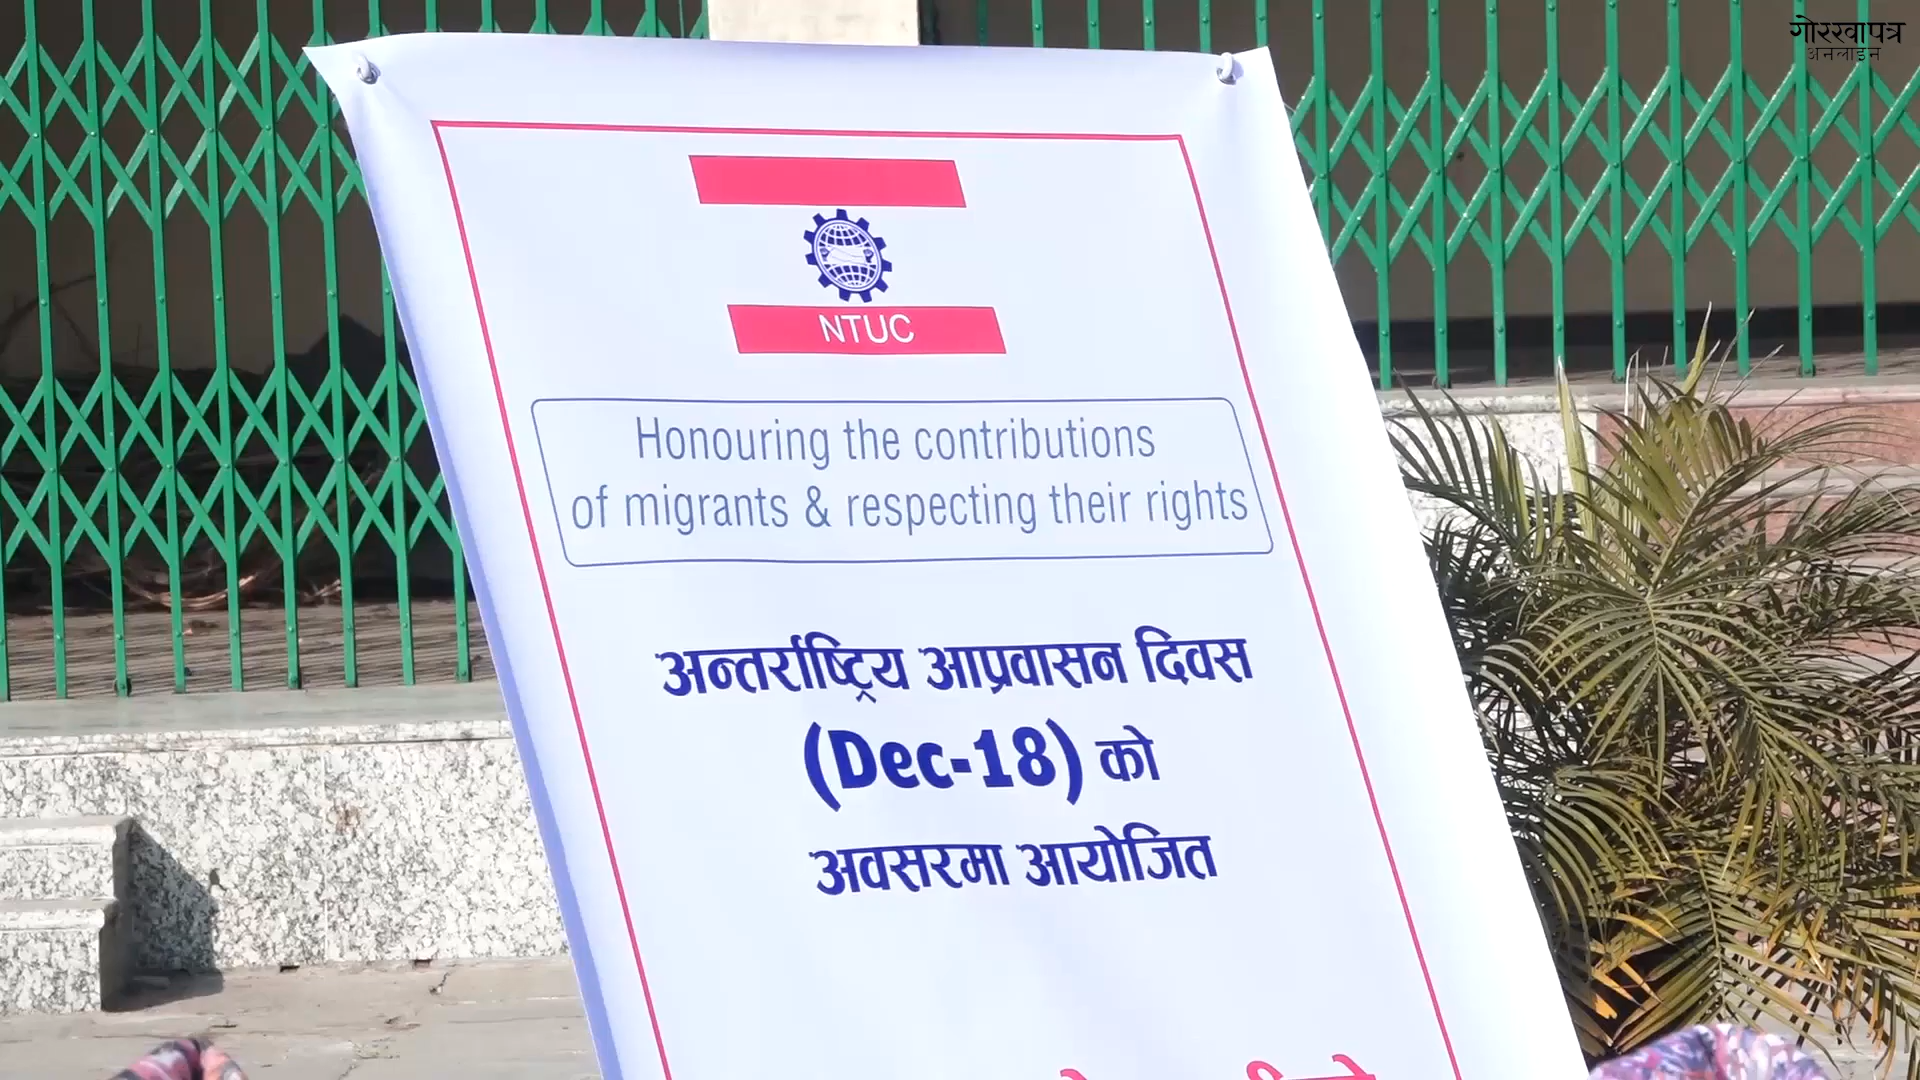 गोरखापत्र
अनलाइन
NTUC
Honouring the contributions
of migrants & respecting their rights
अन्तर्राष्ट्रिय आप्रवासन दिवस
(Dec-18) को
अवसरमा आयोजित